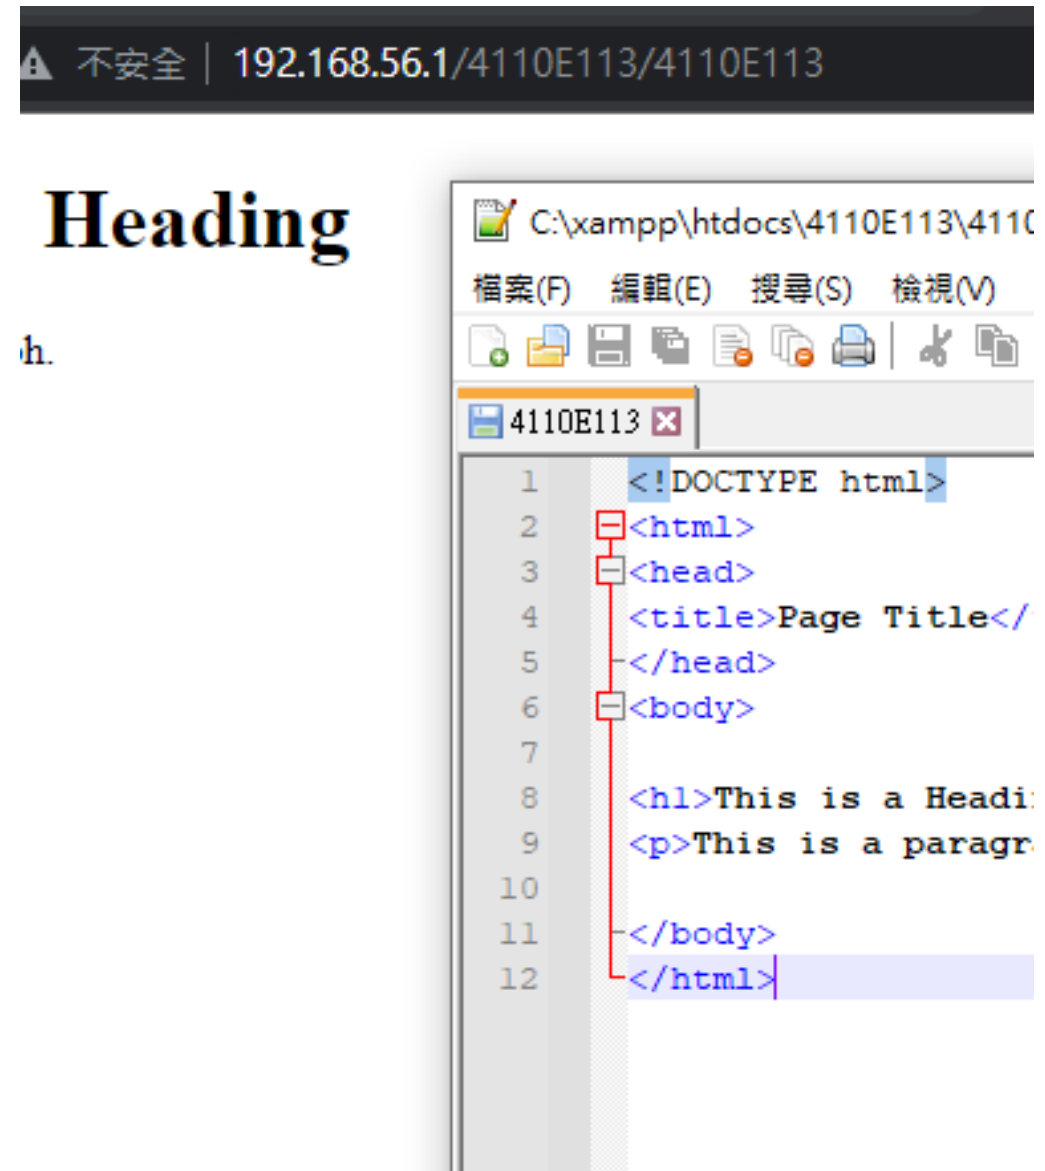 不安全 | 192.168.56.1/4110E113/4110E113
Heading
h.
C:\xampp\htdocs\4110E113\4110
檔案(F) 編輯(E) 搜尋(S) 檢視(V)
4110E113
1 <!DOCTYPE html>
2 <html>
3 <head>
4 <title>Page Title</
5 </head>
6 <body>
7
8 <h1>This is a Headi
9 <p>This is a paragr
10
11 </body>
12 </html>